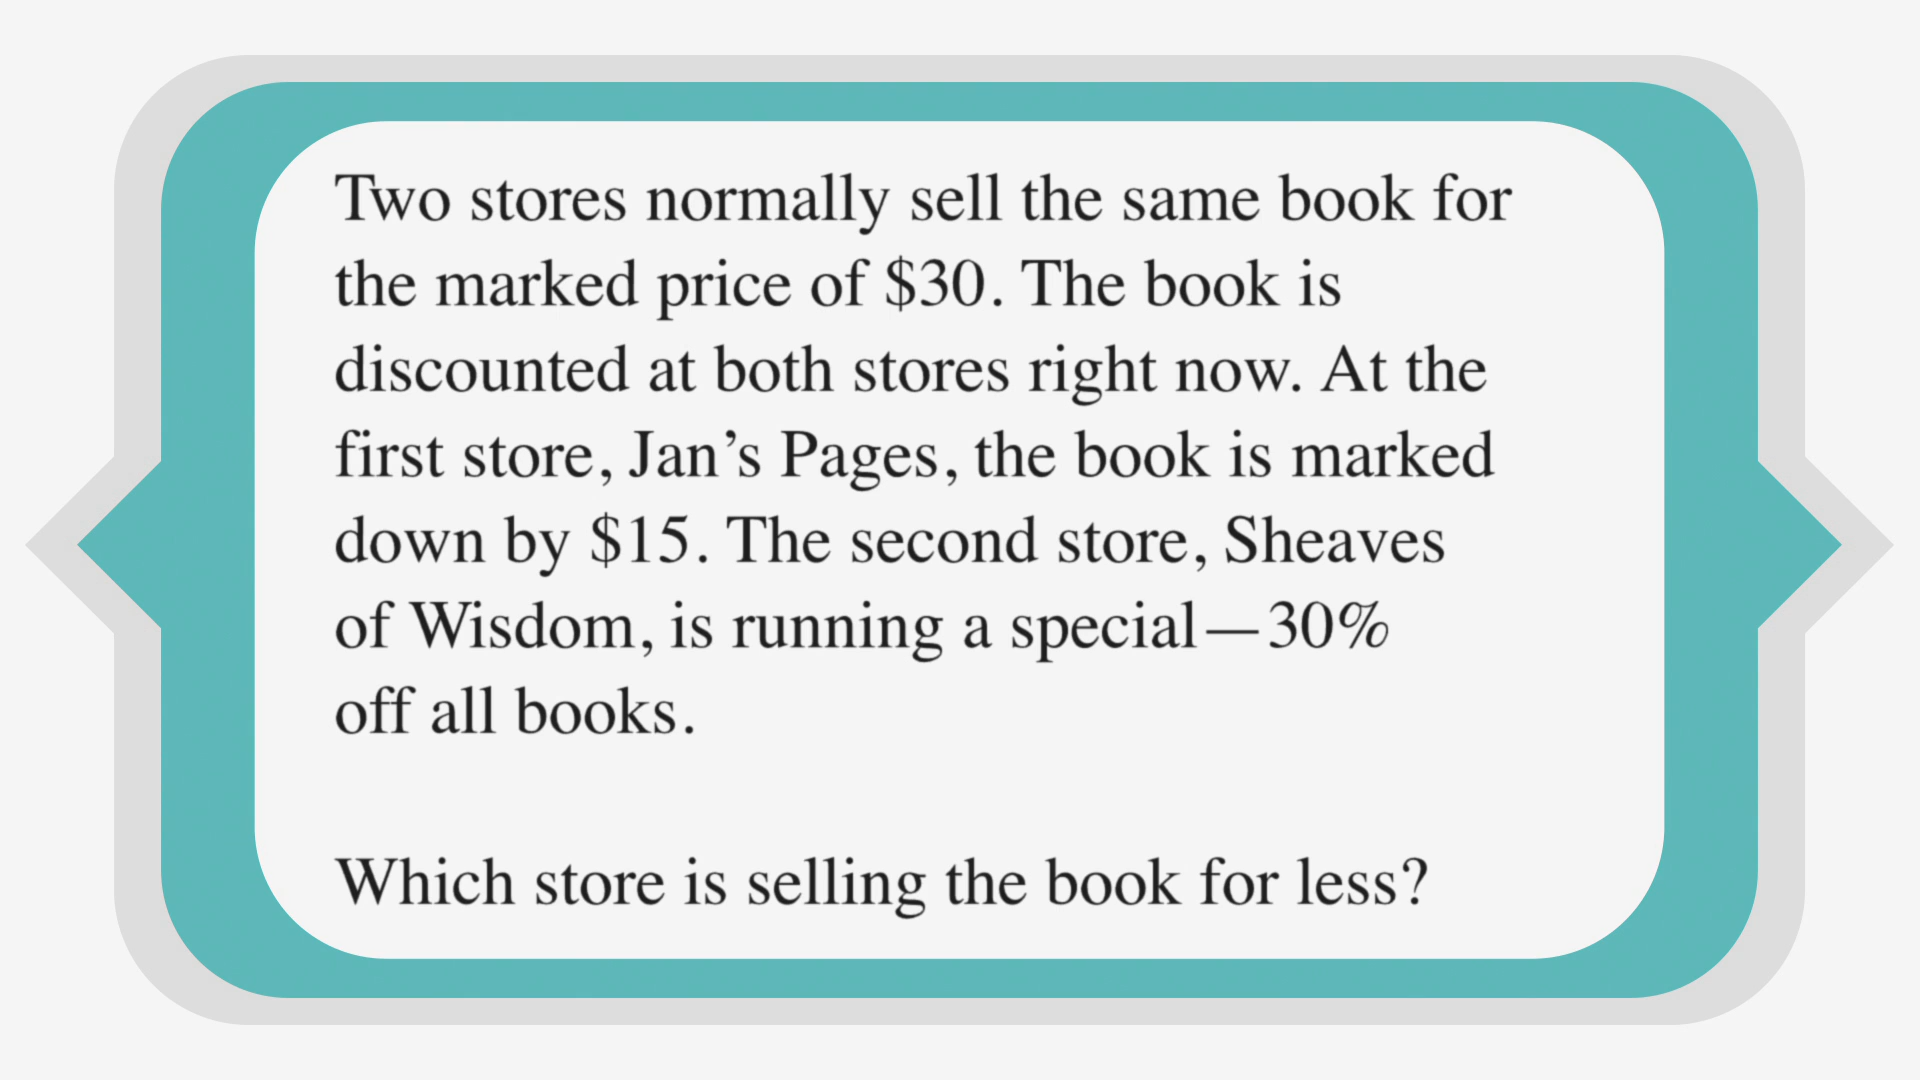 Two stores normally sell the same book for
the marked price of $30. The book is
discounted at both stores right now. At the
first store, Jan’s Pages, the book is marked
down by $15. The second store, Sheaves
of Wisdom, is running a special—30%
off all books.
Which store is selling the book for less?